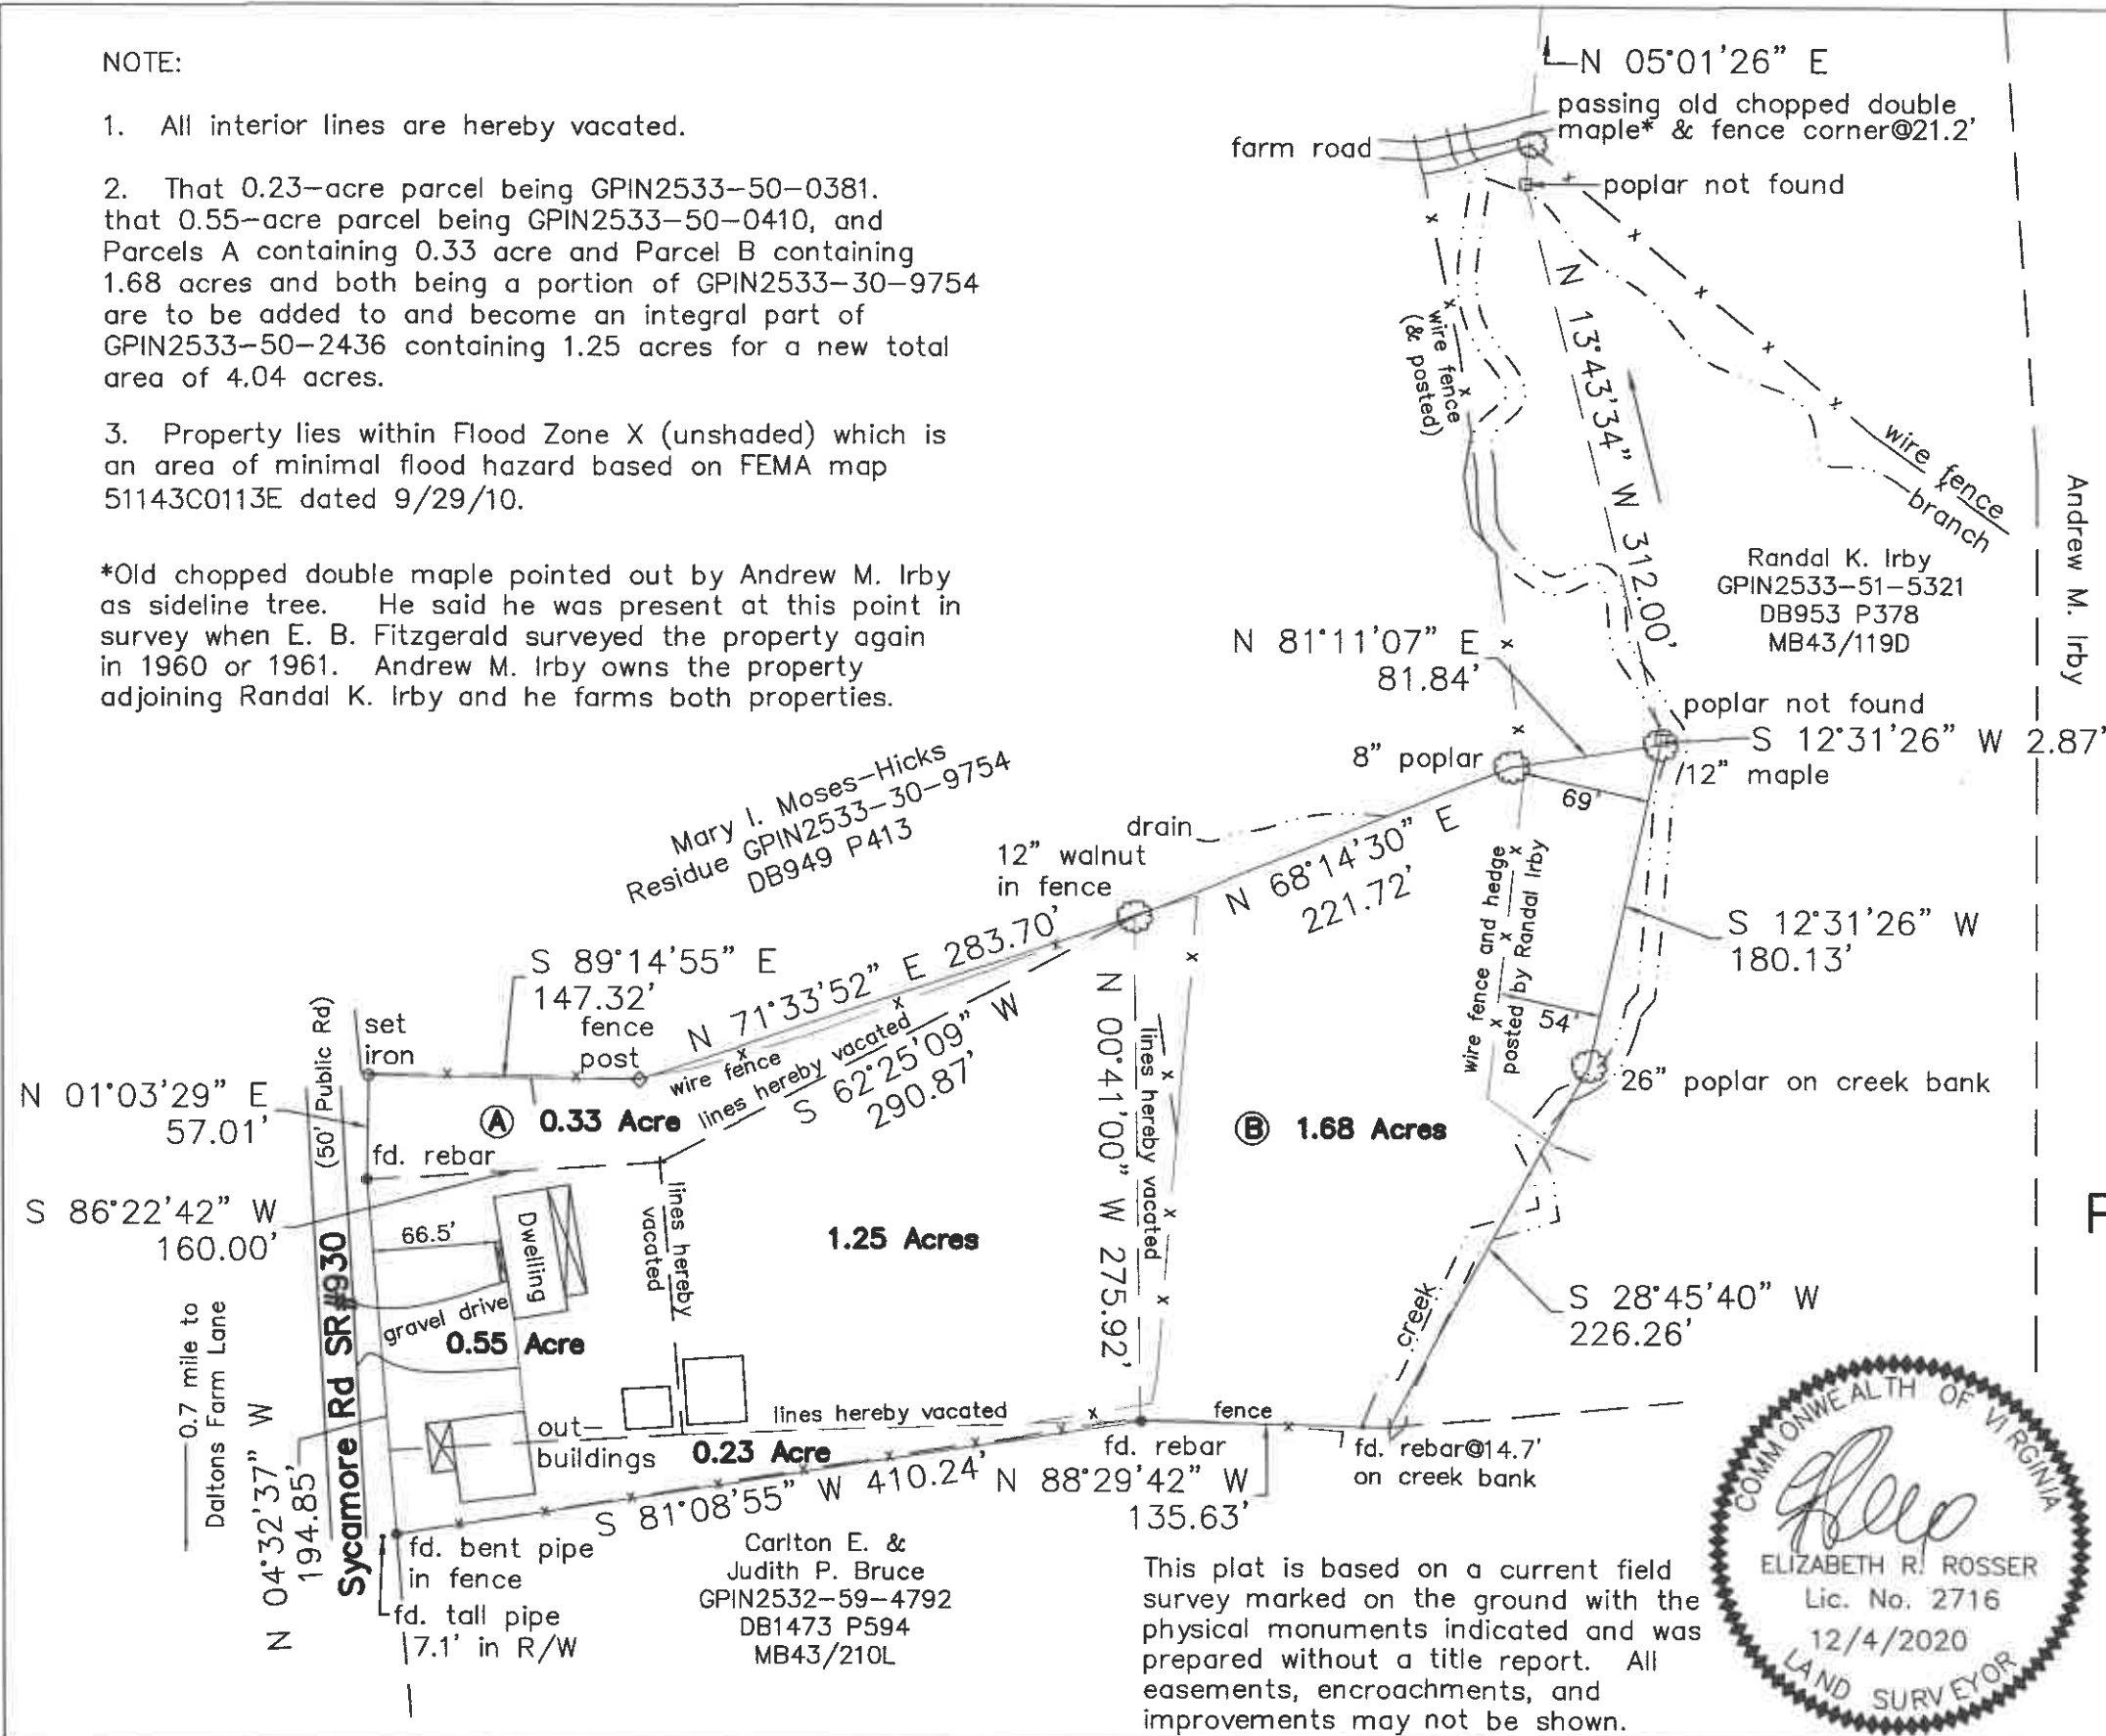 NOTE:
1. All interior lines are hereby vacated.
2. That 0.23-acre parcel being GPIN2533-50-0381.
that 0.55-acre parcel being GPIN2533-50-0410, and
Parcels A containing 0.33 acre and Parcel B containing
1.68 acres and both being a portion of GPIN2533-30-9754
are to be added to and become an integral part of
GPIN2533-50-2436 containing 1.25 acres for a new total
area of 4.04 acres.
3. Property lies within Flood Zone X (unshaded) which is
an area of minimal flood hazard based on FEMA map
51143C0113E dated 9/29/10.
*Old chopped double maple pointed out by Andrew M. Irby
as sideline tree. He said he was present at this point in
survey when E. B. Fitzgerald surveyed the property again
in 1960 or 1961. Andrew M. Irby owns the property
adjoining Randal K. Irby and he farms both properties.
N 05°01'26" E
passing old chopped double
maple* & fence corner@21.2'
farm road
poplar not found
wire fence
(& posted)
N 13°43'34" W 312.00'
wire fence
branch
Andrew M. Irby
Randal K. Irby
GPIN2533-51-5321
DB953 P378
MB43/119D
N 81°11'07" E
81.84'
poplar not found
S 12°31'26" W 2.87'
8" poplar
12" maple
69'
Mary I. Moses-Hicks
Residue GPIN2533-30-9754
DB949 P413
drain
12" walnut
in fence
N 68°14'30" E
221.72'
wire fence and hedge
posted by Randal Irby
S 12°31'26" W
180.13'
54'
26" poplar on creek bank
S 89°14'55" E
147.32'
set
iron
fence
post
N 71°33'52" E 283.70'
wire fence
lines hereby vacated
S 62°25'09" W
290.87'
N 00°41'00" W 275.92'
lines hereby vacated
N 01°03'29" E
57.01'
(50' Public Rd)
A 0.33 Acre
B 1.68 Acres
fd. rebar
S 86°22'42" W
160.00'
66.5'
Dwelling
lines hereby
vacated
1.25 Acres
P
gravel drive
0.55 Acre
0.7 mile to
Daltons Farm Lane
Sycamore Rd SR #930
N 04°32'37" W
194.85'
creek
S 28°45'40" W
226.26'
out-
buildings
lines hereby vacated
0.23 Acre
fence
fd. rebar
fd. rebar@14.7'
on creek bank
S 81°08'55" W 410.24'
N 88°29'42" W
135.63'
fd. bent pipe
in fence
fd. tall pipe
7.1' in R/W
Carlton E. &
Judith P. Bruce
GPIN2532-59-4792
DB1473 P594
MB43/210L
This plat is based on a current field
survey marked on the ground with the
physical monuments indicated and was
prepared without a title report. All
easements, encroachments, and
improvements may not be shown.
COMMONWEALTH OF VIRGINIA
ELIZABETH R. ROSSER
Lic. No. 2716
12/4/2020
LAND SURVEYOR